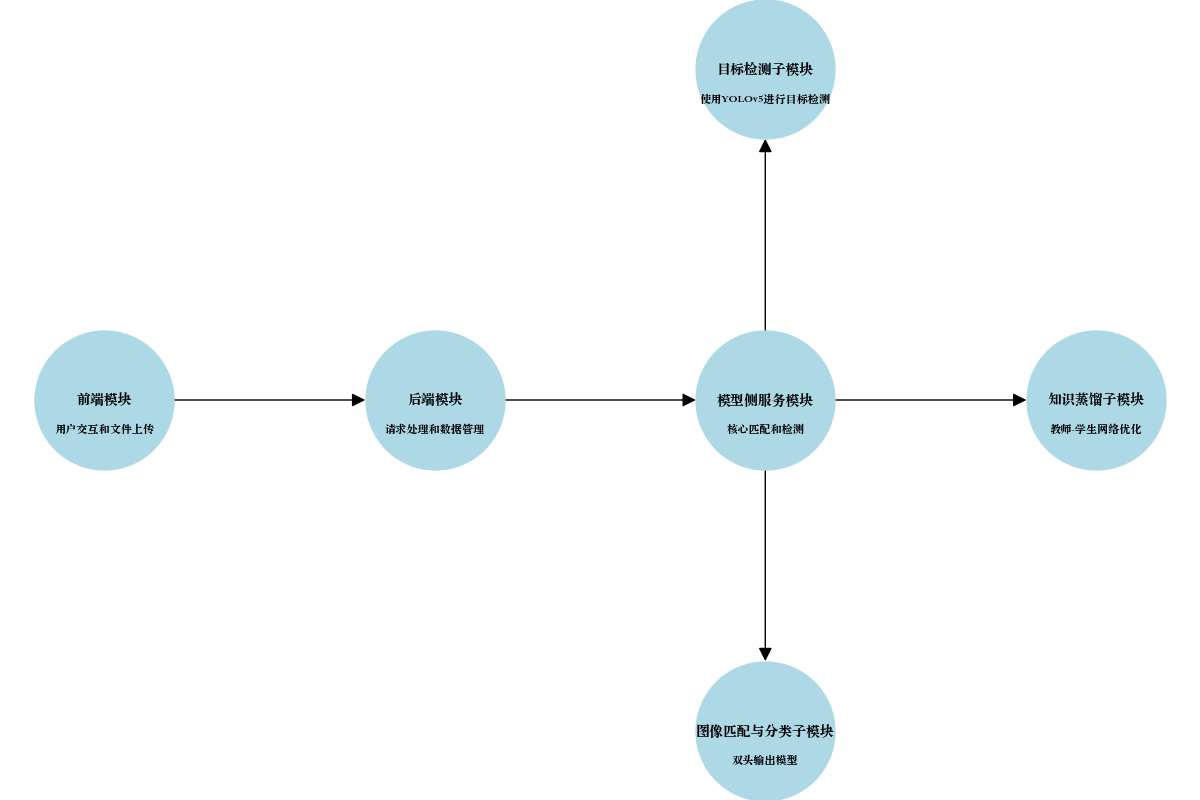 目标检测子模块
使用YOLOv5进行目标检测
前端模块
用户交互和文件上传
后端模块
请求处理和数据管理
模型侧服务模块
核心匹配和检测
知识蒸馏子模块
教师-学生网络优化
图像匹配与分类子模块
双头输出模型